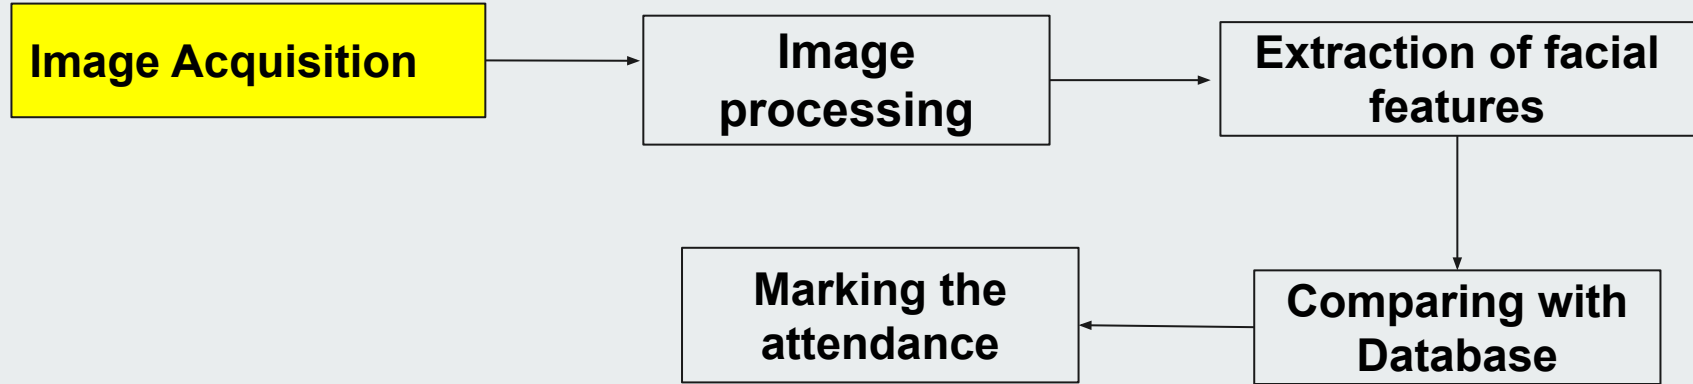 Image Acquisition
Image
processing
Extraction of facial
features
Marking the
attendance
Comparing with
Database